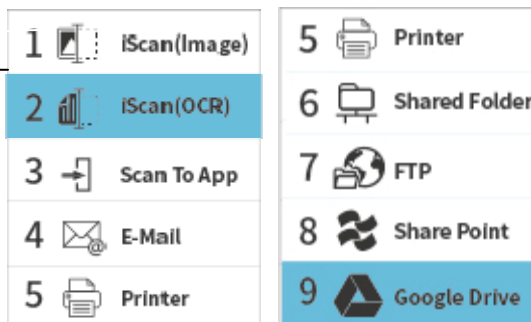 1 iScan(Image)
2 iScan(OCR)
3 Scan To App
4 E-Mail
5 Printer
5 Printer
6 Shared Folder
7 FTP
8 Share Point
9 Google Drive